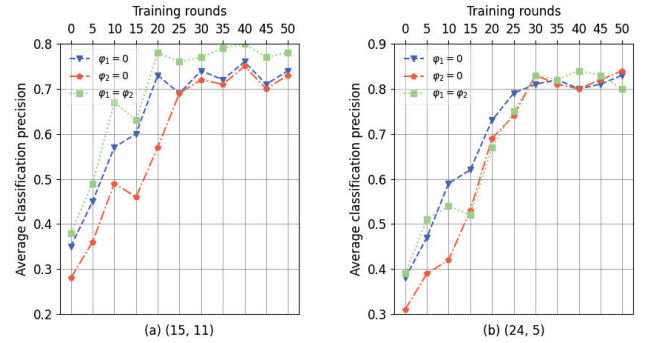 Training rounds
0 5 10 15 20 25 30 35 40 45 50
0.8
0.7
0.6
0.5
0.4
0.3
0.2
Average classification precision
φ₁ = 0
φ₂ = 0
φ₁ = φ₂
(a) (15, 11)
Training rounds
0 5 10 15 20 25 30 35 40 45 50
0.9
0.8
0.7
0.6
0.5
0.4
0.3
Average classification precision
φ₁ = 0
φ₂ = 0
φ₁ = φ₂
(b) (24, 5)